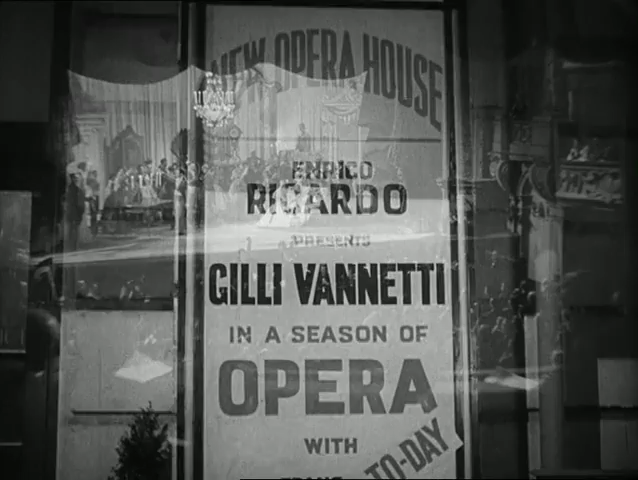 NEW OPERA HOUSE
ENRICO
RICARDO
PRESENTS
GILLI VANNETTI
IN A SEASON OF
OPERA
WITH
TO-DAY